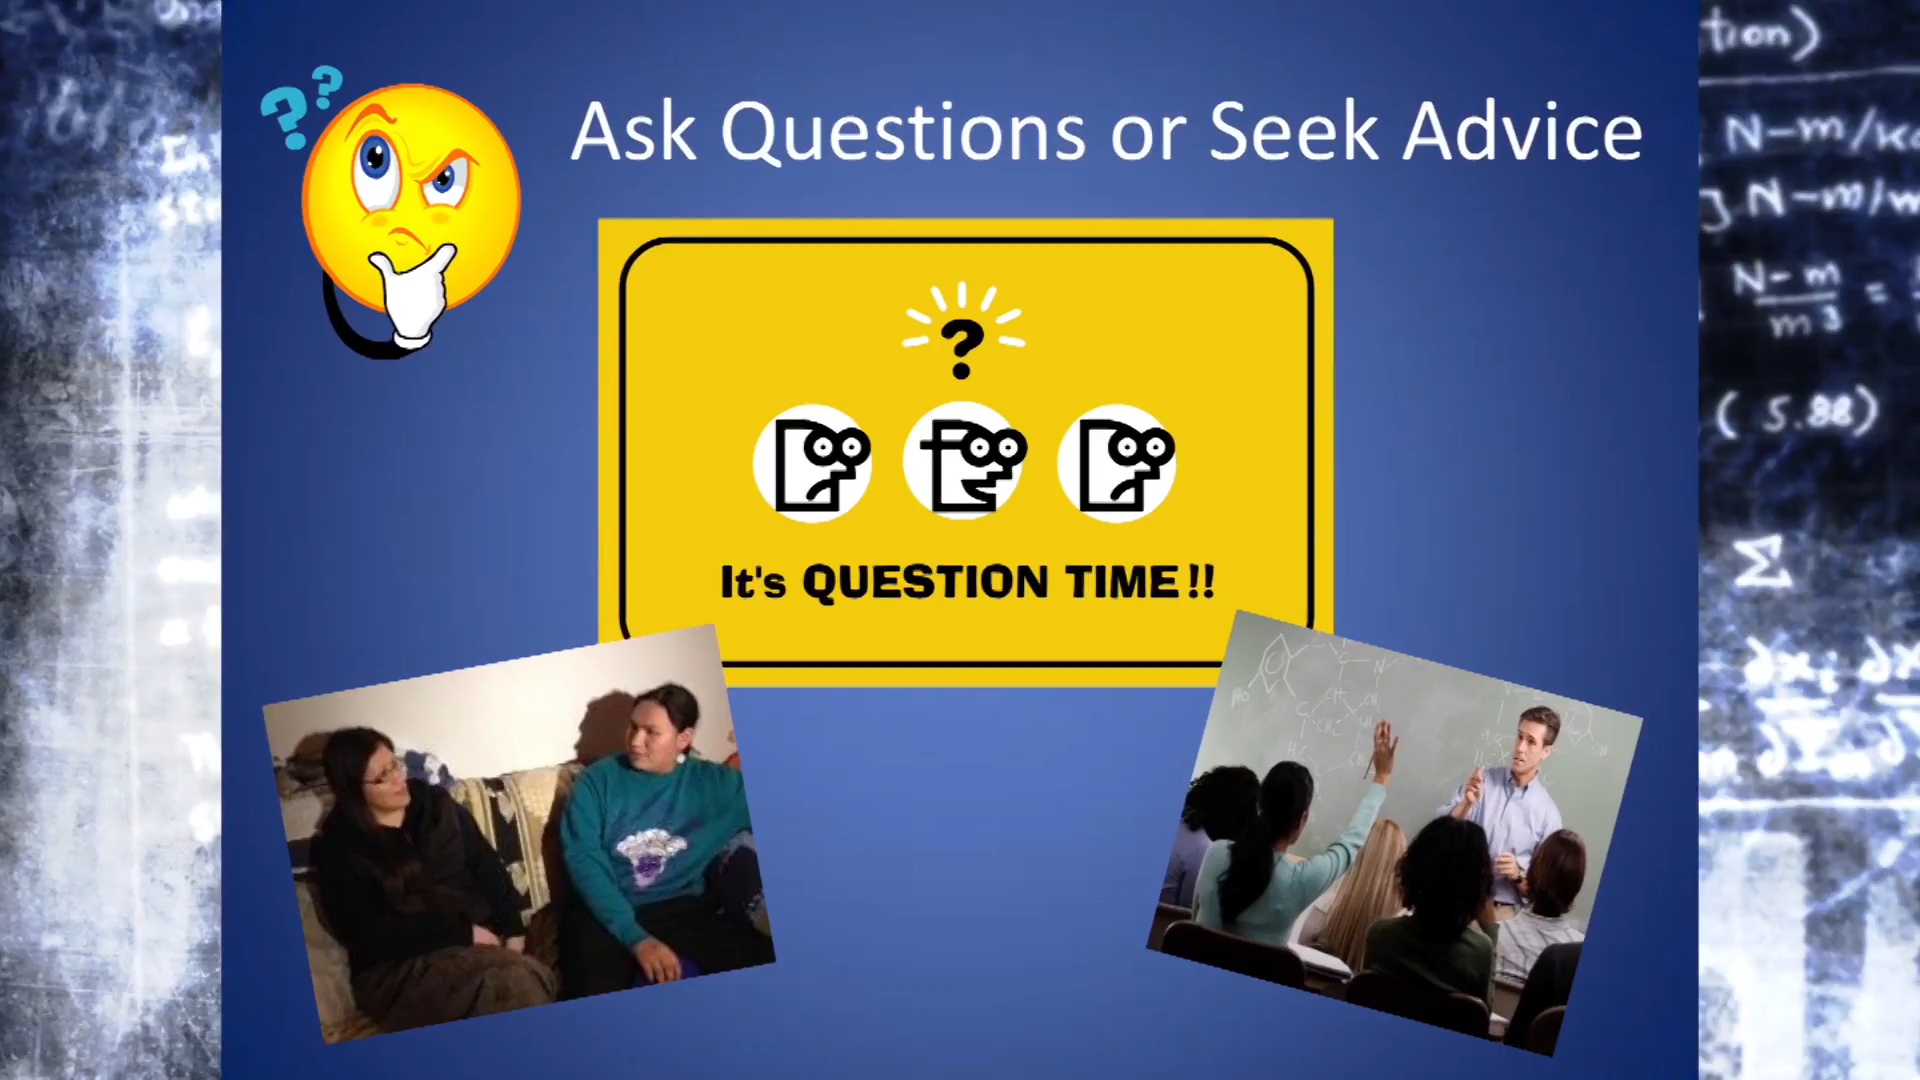 Ask Questions or Seek Advice
? ?
?
It's QUESTION TIME!!
tion)
N-m/
N-m/
N-m
m3
=
( 5.88)
Σ